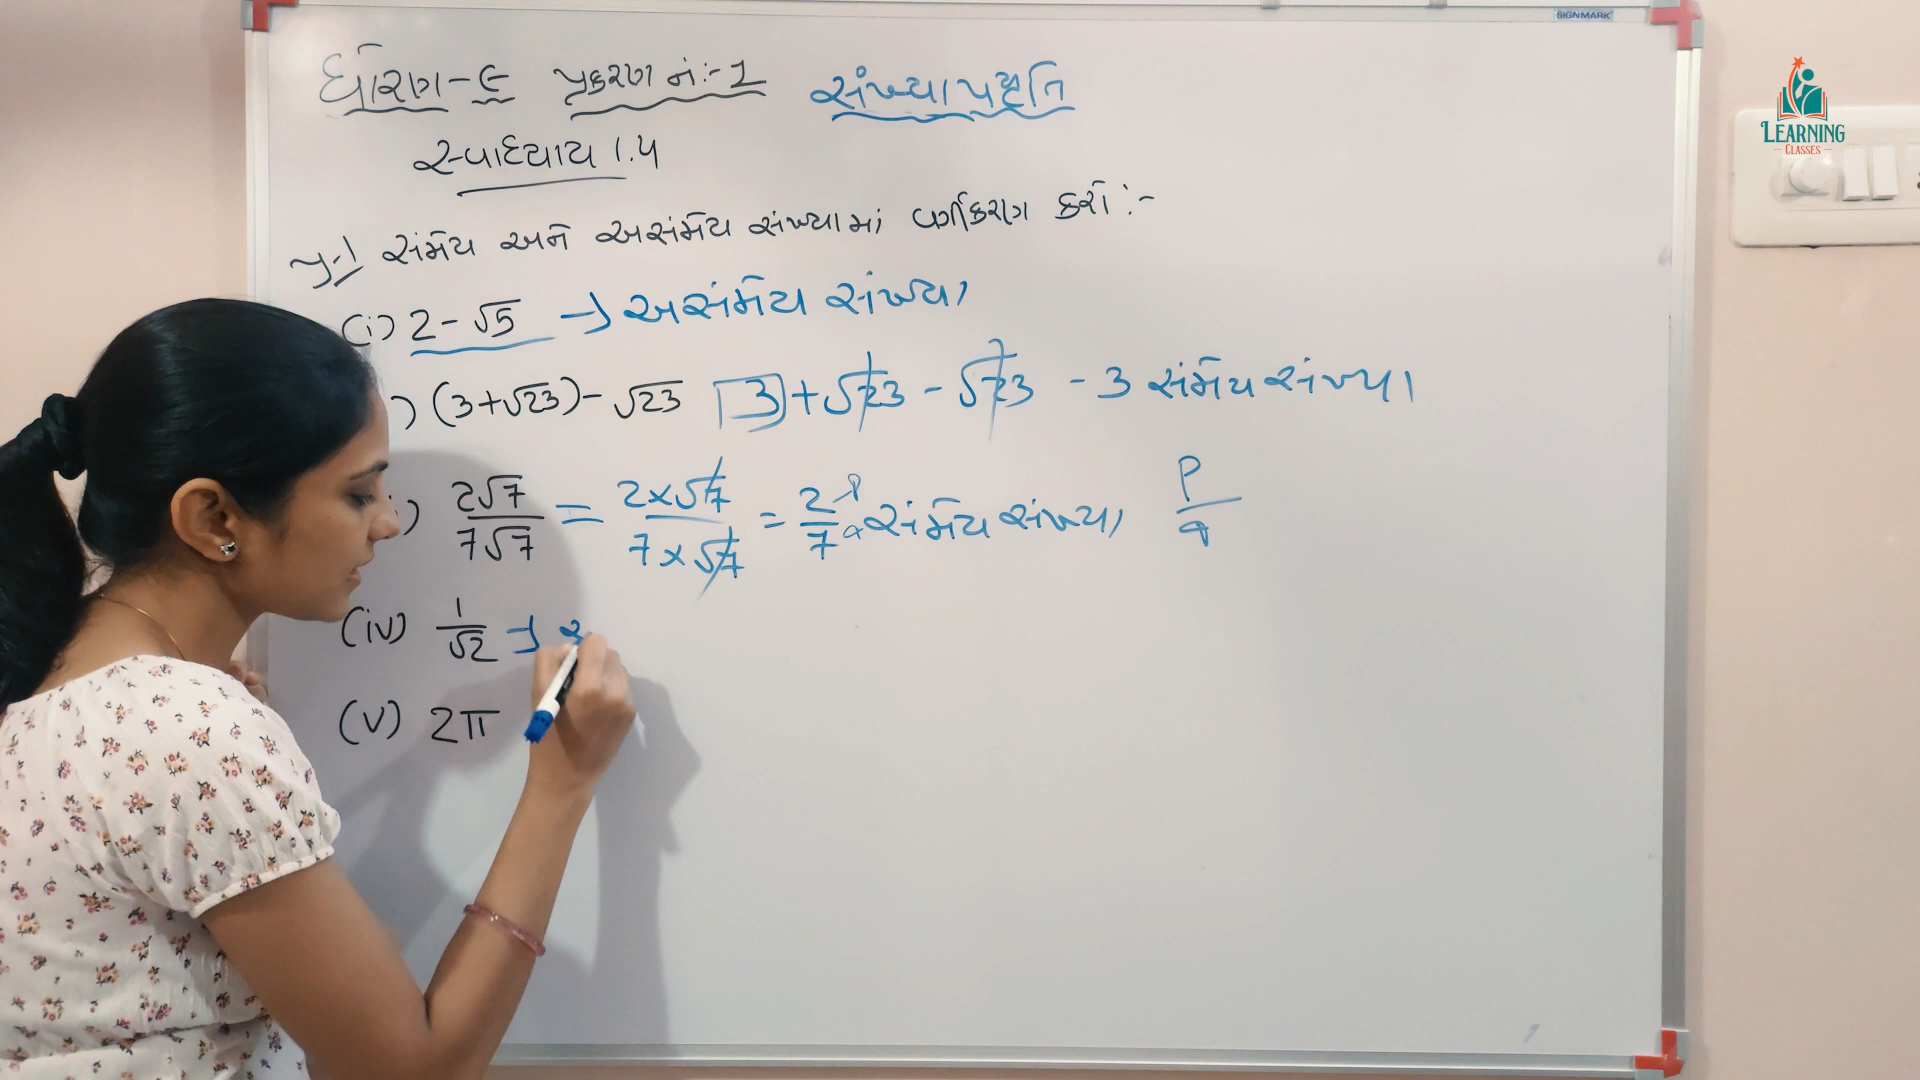 ધોરણ-૯ પ્રકરણ નં:-1 સંખ્યા પદ્ધતિ
સ્વાધ્યાય 1.4
પ્ર-1 સંમેય અને અસંમેય સંખ્યામાં વર્ગીકરણ કરો :-
(i) 2-√5 → અસંમેય સંખ્યા
) (3+√23)-√23 3+√23 - √23 - 3 સંમેય સંખ્યા
) 2√7/7√7 = 2×√7/7×√7 = 2/7 P q સંમેય સંખ્યા P/q
(iv) 1/√2 →
(v) 2π
SIGNMARK
LEARNING
CLASSES